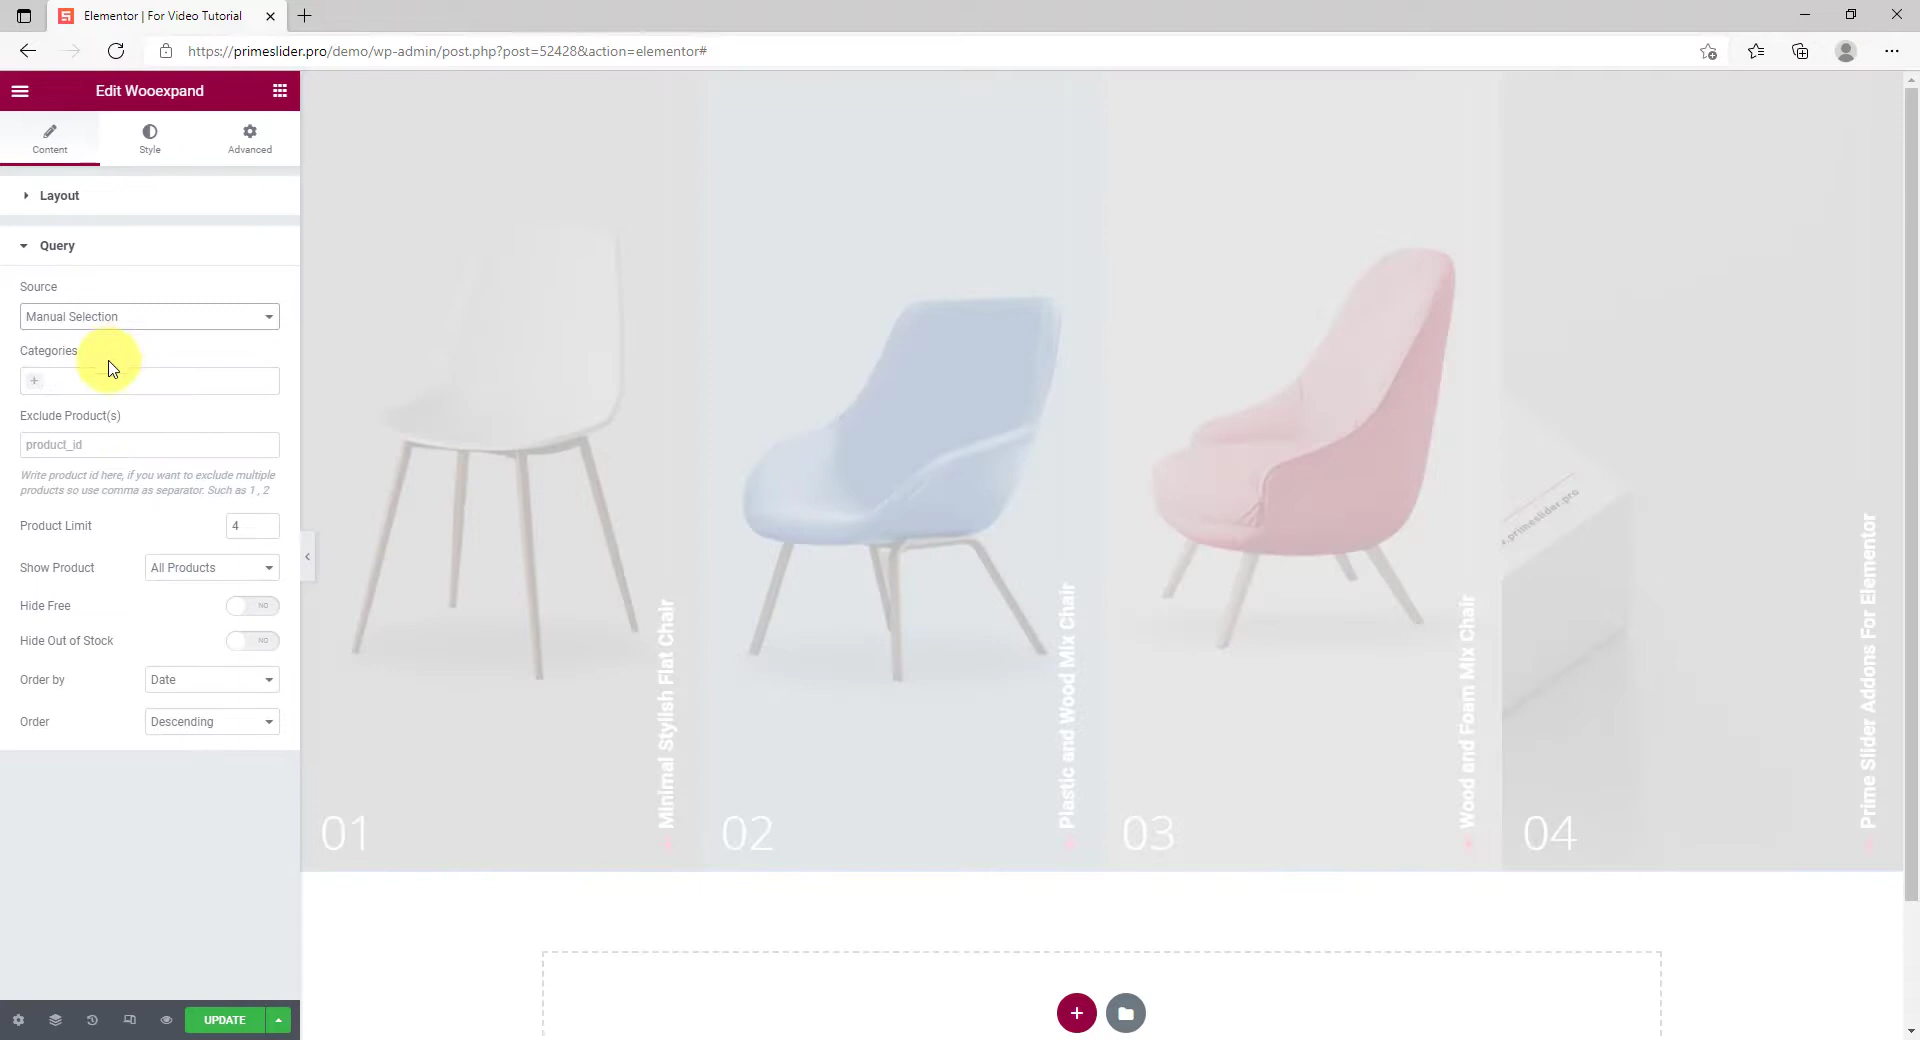 Elementor | For Video Tutorial
https://primeslider.pro/demo/wp-admin/post.php?post=52428&action=elementor#
Edit Wooexpand
Content
Style
Advanced
Layout
Query
Source
Manual Selection
Categories
Exclude Product(s)
product_id
Write product id here, if you want to exclude multiple
products so use comma as separator. Such as 1 , 2
Product Limit
4
Show Product
All Products
Hide Free
NO
Hide Out of Stock
NO
Order by
Date
Order
Descending
UPDATE
01
Minimal Stylish Flat Chair
02
Plastic and Wood Mix Chair
03
Wood and Foam Mix Chair
04
Prime Slider Addons For Elementor
.primeslider.pro